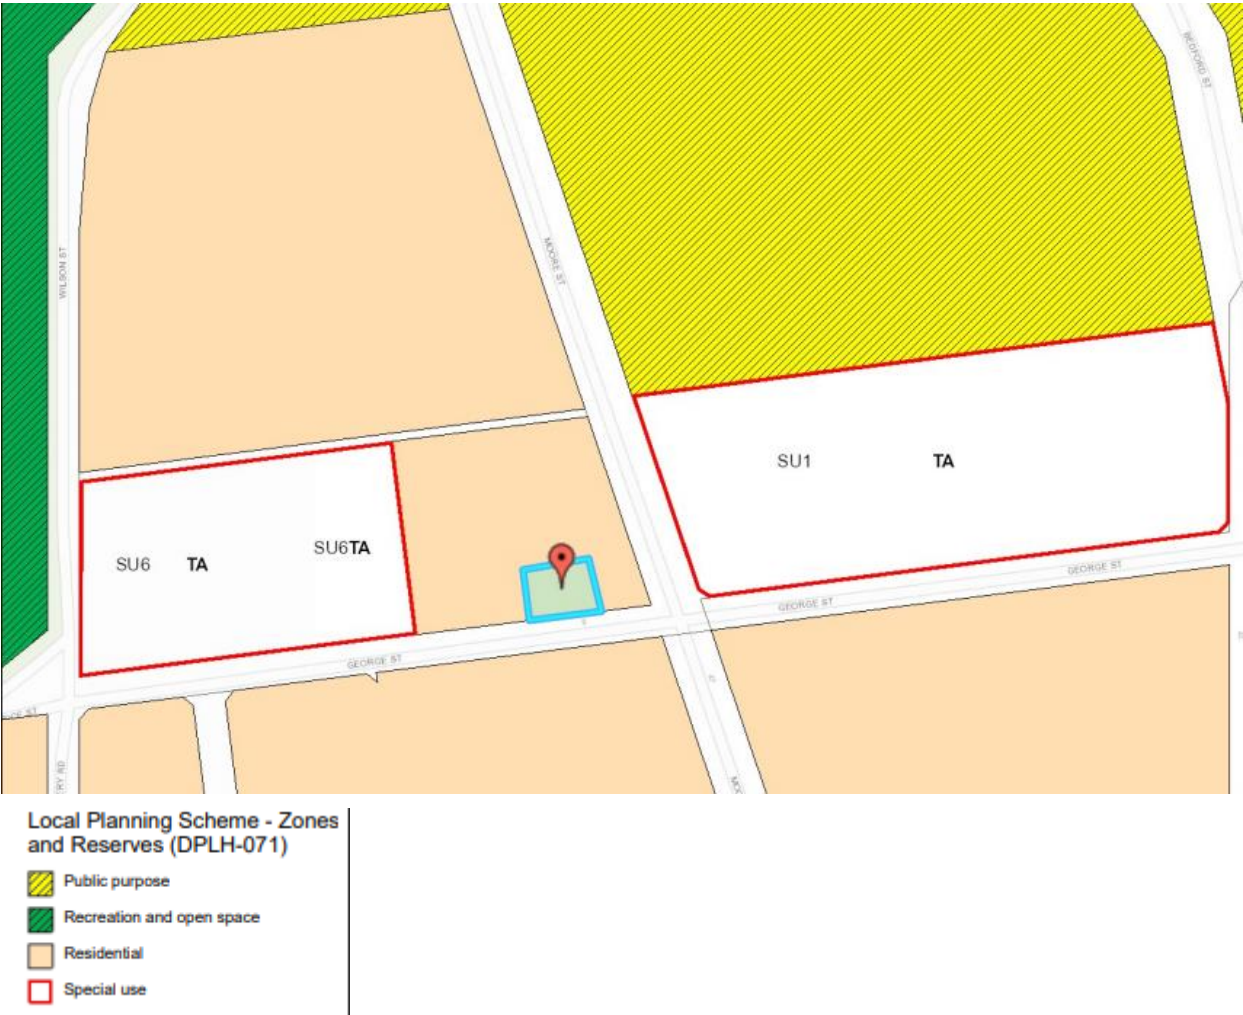 BEDFORD ST
WILSON ST
MOORE ST
SU1 TA
SU6 TA
SU6TA
GEORGE ST
GEORGE ST
GEORGE ST
Local Planning Scheme - Zones
and Reserves (DPLH-071)
Public purpose
Recreation and open space
Residential
Special use